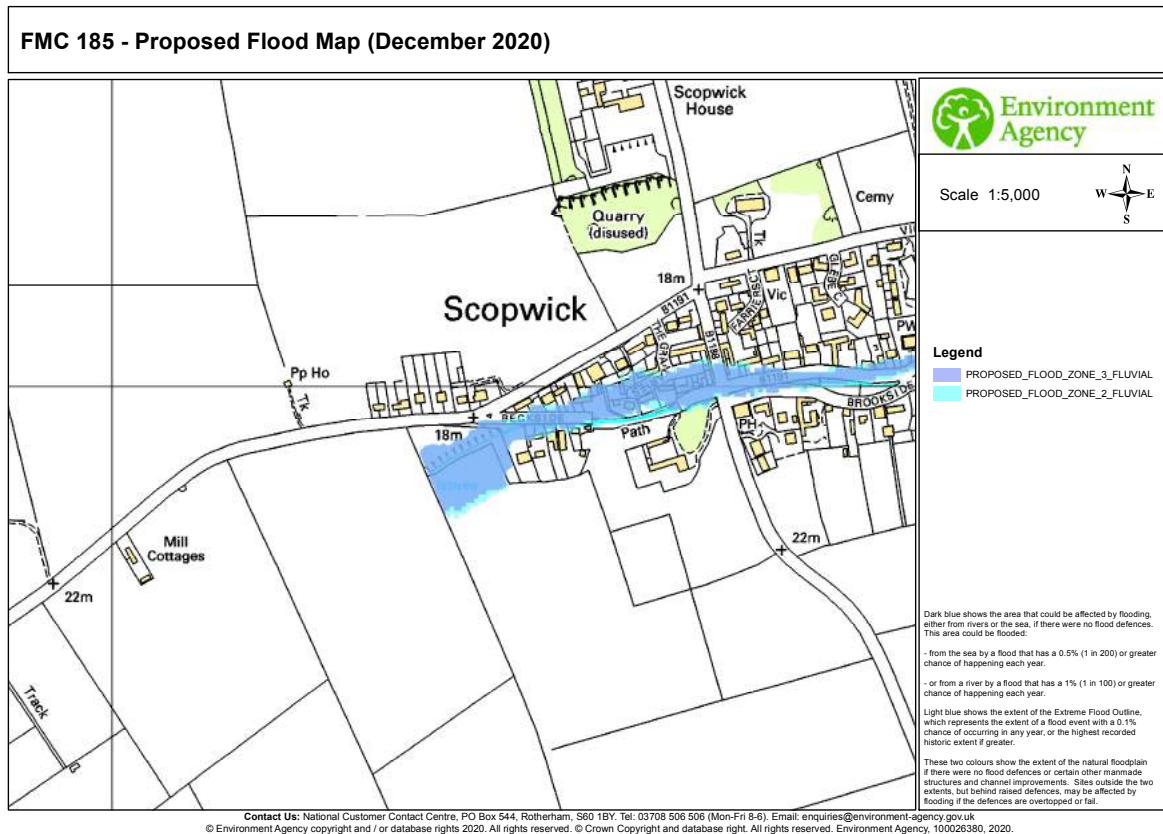 FMC 185 - Proposed Flood Map (December 2020)
Environment
Agency
Scale 1:5,000
N
W
E
S
Scopwick
House
Quarry
(disused)
Cemy
Tk
18m
Scopwick
B1191
FARRIERS CT
Vic
GLEBE C
B1188
PW
Pp Ho
Tk
BECKSIDE
18m
Path
B1191
BROOKSIDE
PH
Mill
Cottages
22m
22m
Track
Legend
PROPOSED_FLOOD_ZONE_3_FLUVIAL
PROPOSED_FLOOD_ZONE_2_FLUVIAL
Dark blue shows the area that could be affected by flooding,
either from rivers or the sea, if there were no flood defences.
This area could be flooded:
- from the sea by a flood that has a 0.5% (1 in 200) or greater
chance of happening each year.
- or from a river by a flood that has a 1% (1 in 100) or greater
chance of happening each year.
Light blue shows the extent of the Extreme Flood Outline,
which represents the extent of a flood event with a 0.1%
chance of occurring in any year, or the highest recorded
historic extent if greater.
These two colours show the extent of the natural floodplain
if there were no flood defences or certain other manmade
structures and channel improvements. Sites outside the two
extents, but behind raised defences, may be affected by
flooding if the defences are overtopped or fail.
Contact Us: National Customer Contact Centre, PO Box 544, Rotherham, S60 1BY. Tel: 03708 506 506 (Mon-Fri 8-6). Email: enquiries@environment-agency.gov.uk
© Environment Agency copyright and / or database rights 2020. All rights reserved. © Crown Copyright and database right. All rights reserved. Environment Agency, 100026380, 2020.